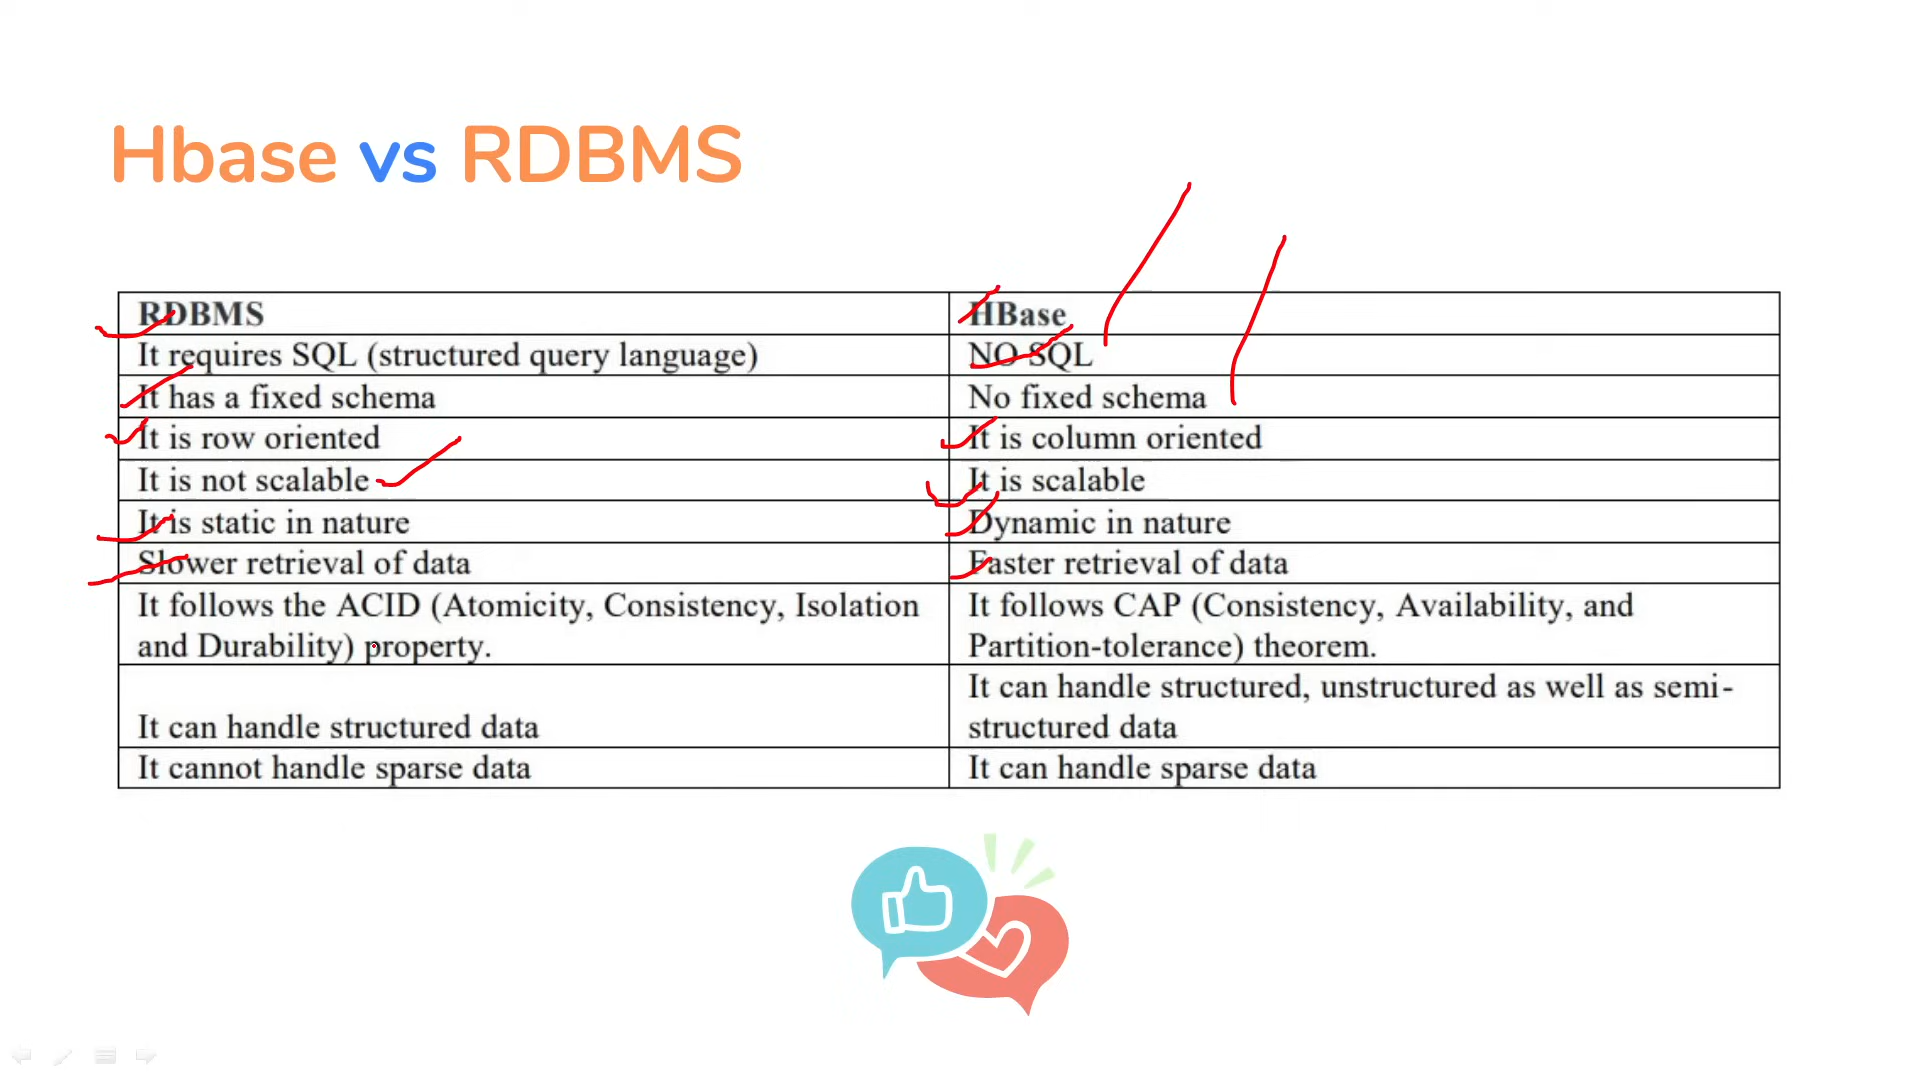 Hbase vs RDBMS
RDBMS
HBase
It requires SQL (structured query language)
NO SQL
It has a fixed schema
No fixed schema
It is row oriented
It is column oriented
It is not scalable
It is scalable
It is static in nature
Dynamic in nature
Slower retrieval of data
Faster retrieval of data
It follows the ACID (Atomicity, Consistency, Isolation
and Durability) property.
It follows CAP (Consistency, Availability, and
Partition-tolerance) theorem.
It can handle structured data
It can handle structured, unstructured as well as semi-
structured data
It cannot handle sparse data
It can handle sparse data